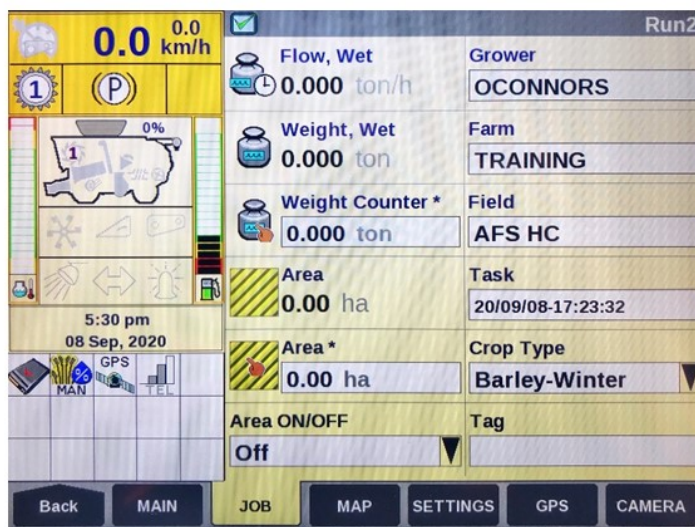 0.0 0.0 km/h
1
(P)
0%
1
5:30 pm
08 Sep, 2020
GPS
MAN
TEL
Run2
Flow, Wet
0.000 ton/h
Grower
OCONNORS
Weight, Wet
0.000 ton
Farm
TRAINING
Weight Counter *
0.000 ton
Field
AFS HC
Area
0.00 ha
Task
20/09/08-17:23:32
Area *
0.00 ha
Crop Type
Barley-Winter
Area ON/OFF
Off
Tag
Back MAIN JOB MAP SETTINGS GPS CAMERA